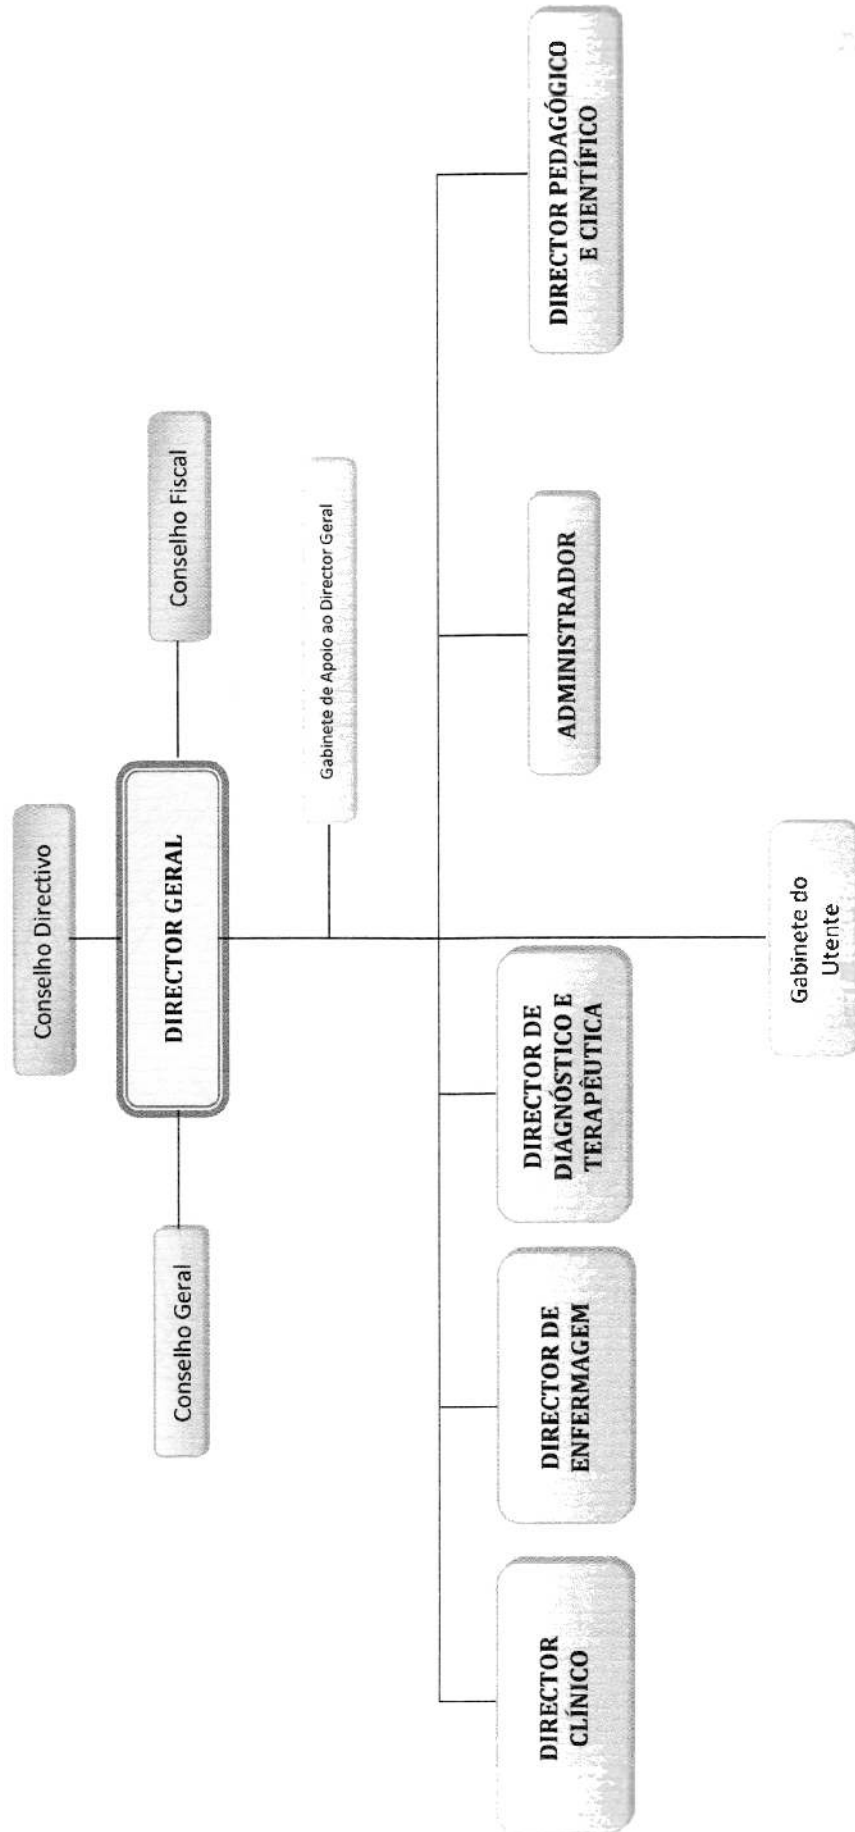 Conselho Directivo
Conselho Geral
DIRECTOR GERAL
Conselho Fiscal
Gabinete de Apoio ao Director Geral
DIRECTOR
CLÍNICO
DIRECTOR DE
ENFERMAGEM
DIRECTOR DE
DIAGNÓSTICO E
TERAPÊUTICA
ADMINISTRADOR
DIRECTOR PEDAGÓGICO
E CIENTÍFICO
Gabinete do
Utente